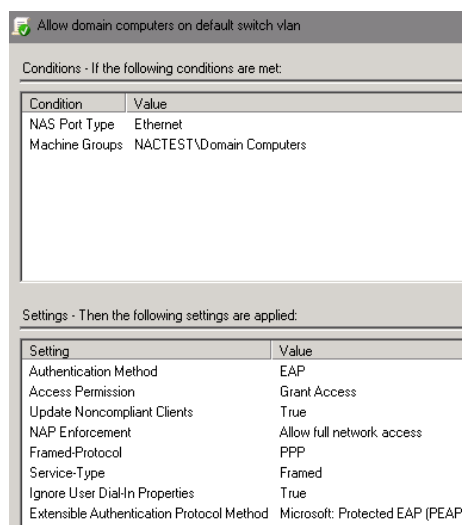 Allow domain computers on default switch vlan
Conditions - If the following conditions are met:
Condition Value
NAS Port Type Ethernet
Machine Groups NACTEST\Domain Computers
Settings - Then the following settings are applied:
Setting Value
Authentication Method EAP
Access Permission Grant Access
Update Noncompliant Clients True
NAP Enforcement Allow full network access
Framed-Protocol PPP
Service-Type Framed
Ignore User Dial-In Properties True
Extensible Authentication Protocol Method Microsoft: Protected EAP (PEAP